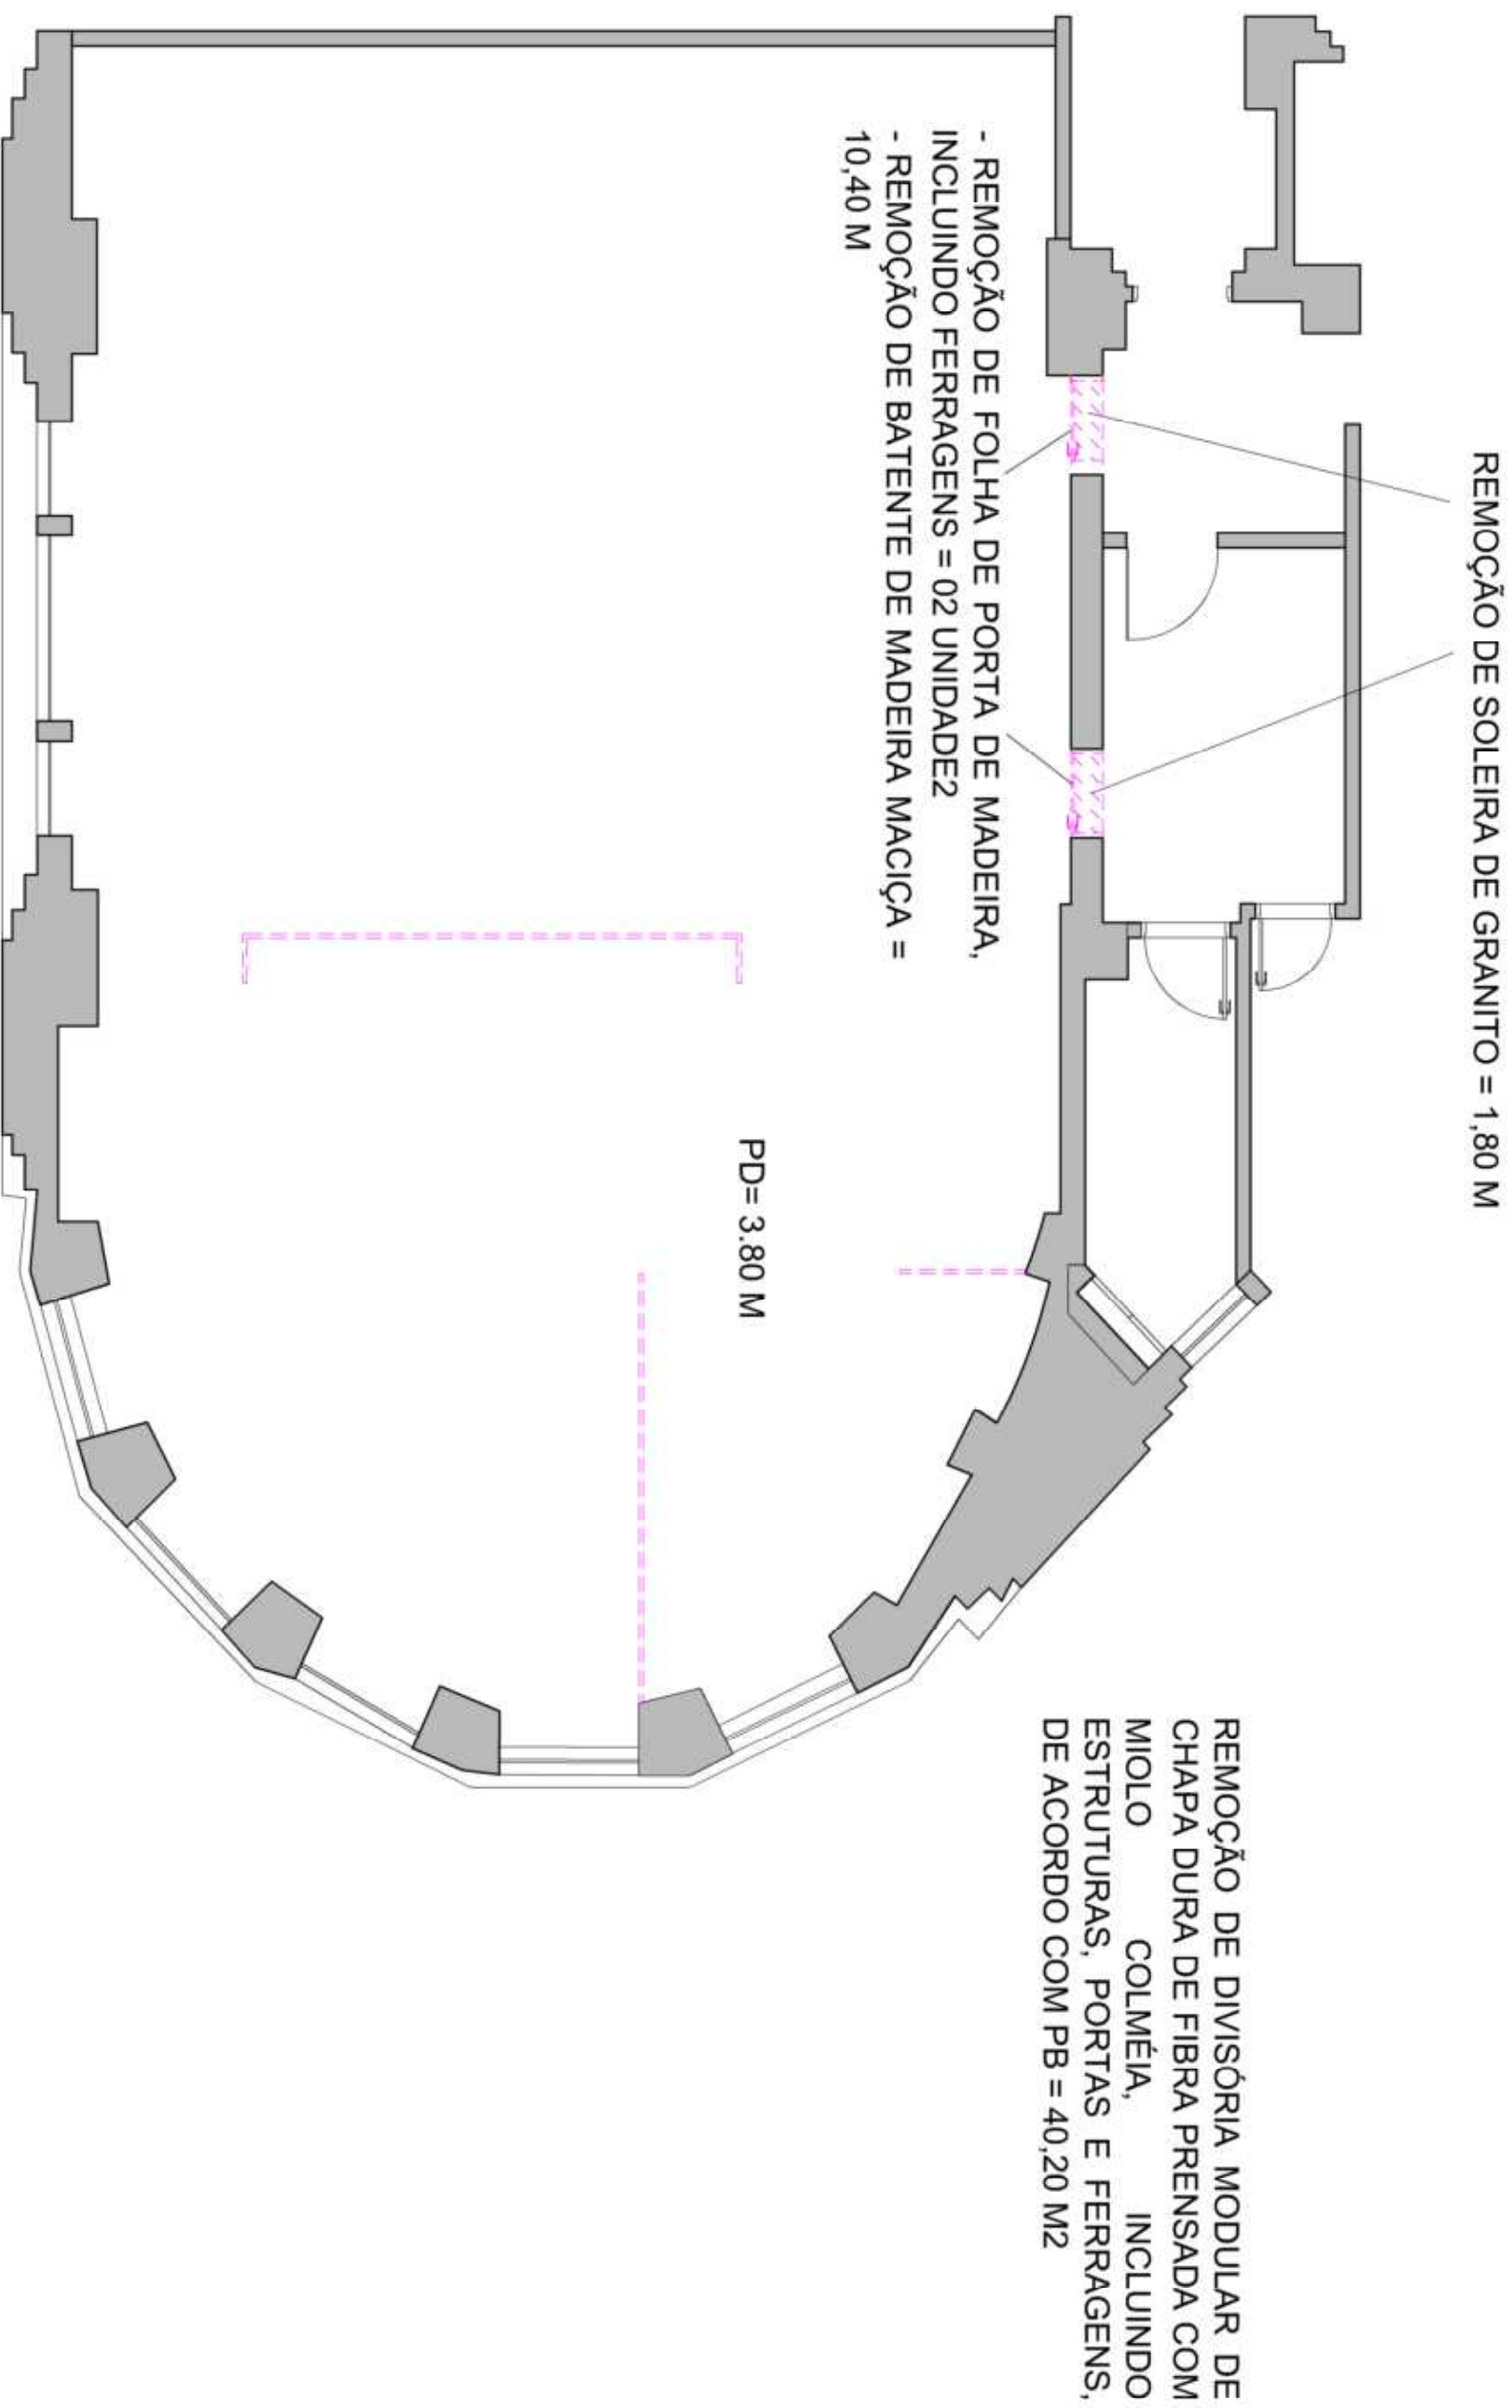 REMOÇÃO DE SOLEIRA DE GRANITO = 1,80 M
- REMOÇÃO DE FOLHA DE PORTA DE MADEIRA,
INCLUINDO FERRAGENS = 02 UNIDADE2
- REMOÇÃO DE BATENTE DE MADEIRA MACIÇA =
10,40 M
PD= 3.80 M
REMOÇÃO DE DIVISÓRIA MODULAR DE
CHAPA DURA DE FIBRA PRENSADA COM
MIOLO COLMÉIA, INCLUINDO
ESTRUTURAS, PORTAS E FERRAGENS,
DE ACORDO COM PB = 40,20 M2